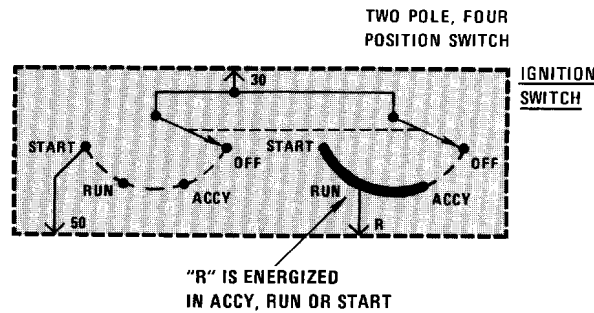 TWO POLE, FOUR
POSITION SWITCH
IGNITION
SWITCH
30
START
OFF
RUN
ACCY
50
START
OFF
RUN
ACCY
R
"R" IS ENERGIZED
IN ACCY, RUN OR START